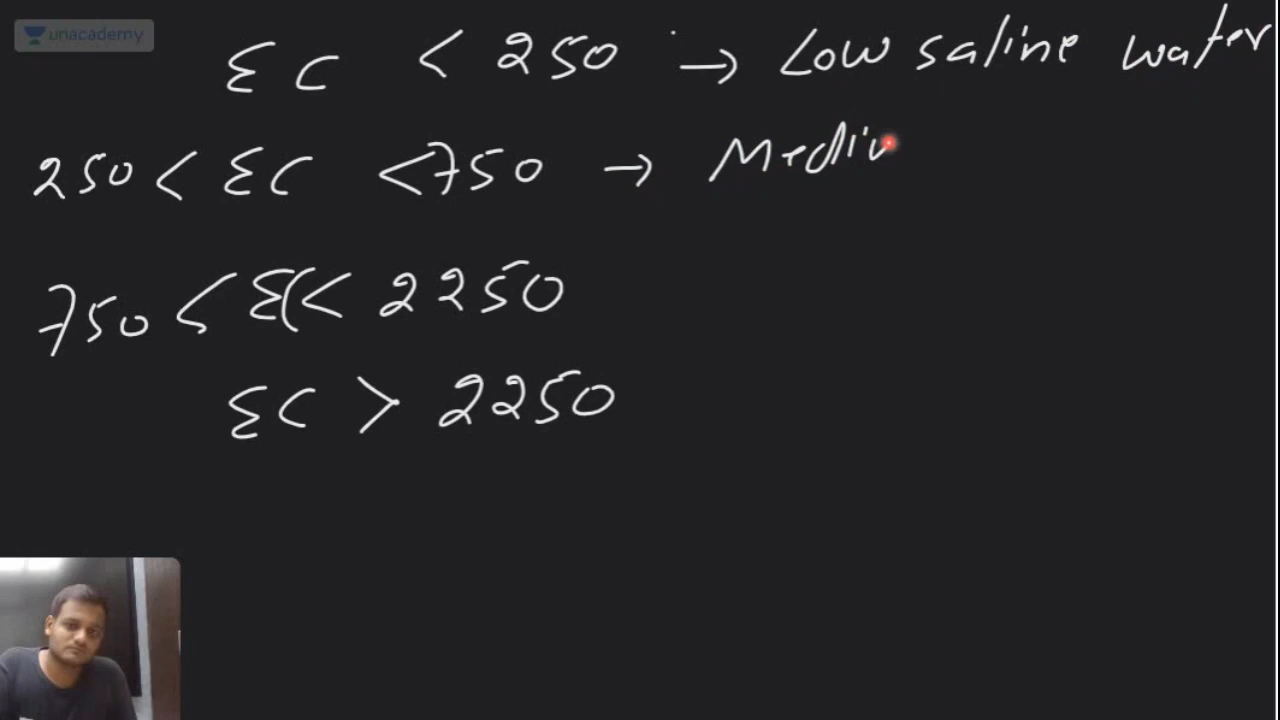 unacademy
EC < 250 → Low saline water
250 < EC < 750 → Mediu
750 < EC < 2250
EC > 2250